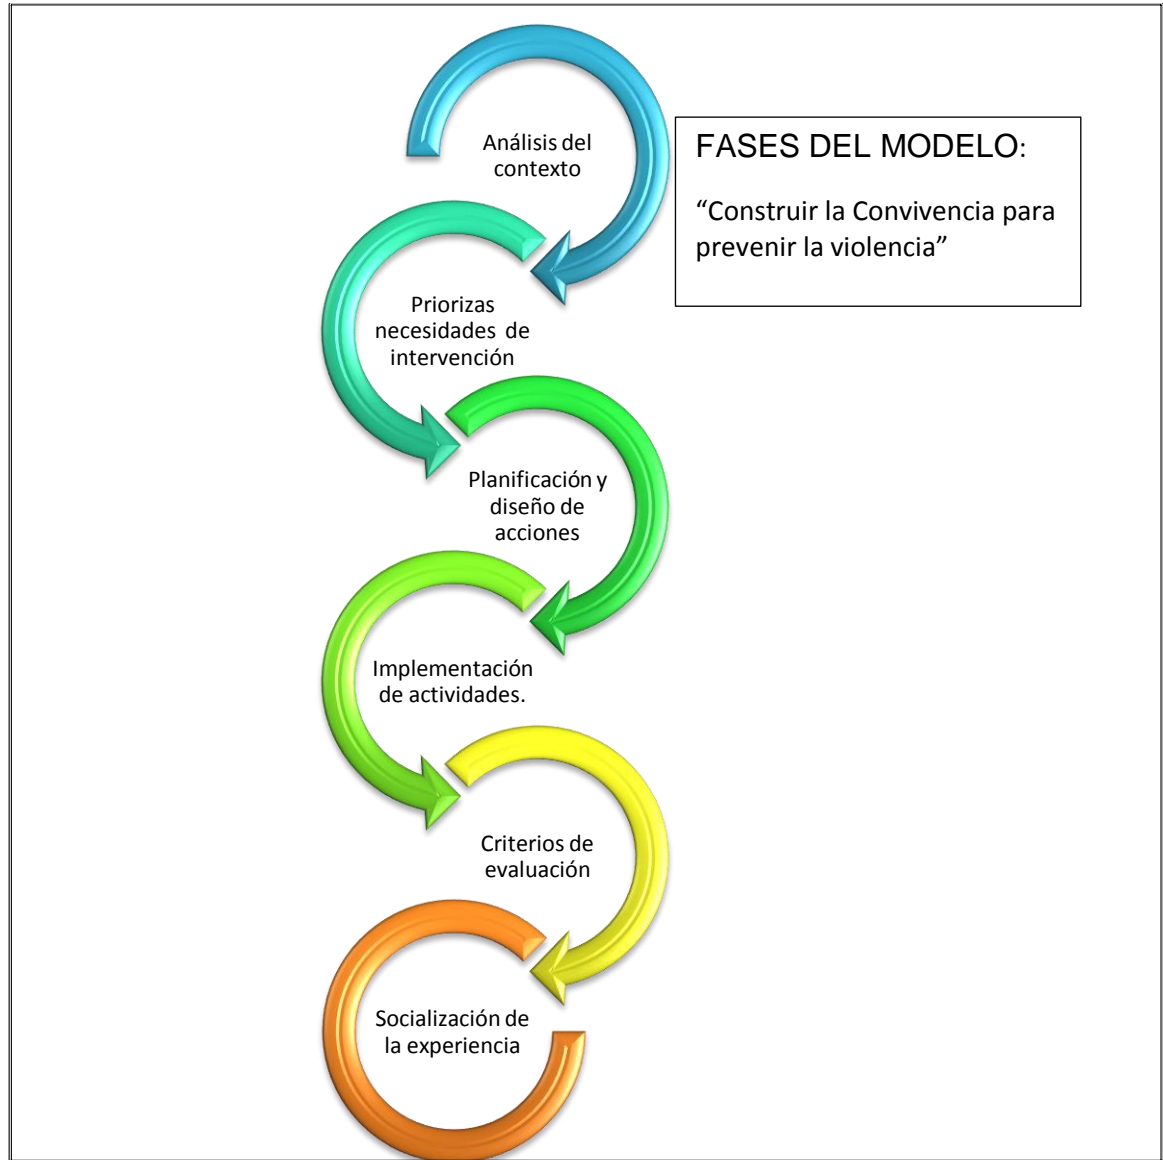 Análisis del
contexto
FASES DEL MODELO:
“Construir la Convivencia para
prevenir la violencia”
Priorizas
necesidades de
intervención
Planificación y
diseño de
acciones
Implementación
de actividades.
Criterios de
evaluación
Socialización de
la experiencia